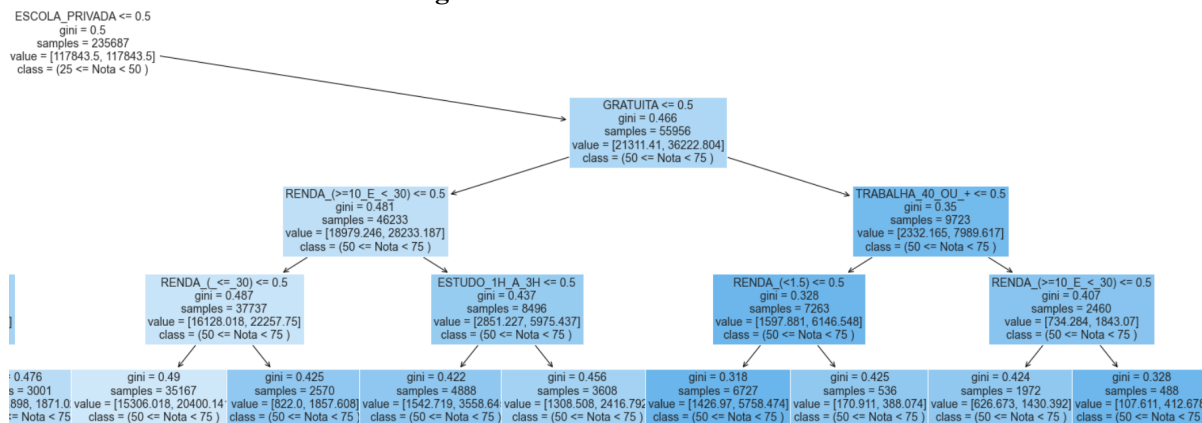 ESCOLA_PRIVADA <= 0.5
gini = 0.5
samples = 235687
value = [117843.5, 117843.5]
class = (25 <= Nota < 50 )
GRATUITA <= 0.5
gini = 0.466
samples = 55956
value = [21311.41, 36222.804]
class = (50 <= Nota < 75 )
RENDA_(>=10_E_<_30) <= 0.5
gini = 0.481
samples = 46233
value = [18979.246, 28233.187]
class = (50 <= Nota < 75 )
TRABALHA_40_OU_+ <= 0.5
gini = 0.35
samples = 9723
value = [2332.165, 7989.617]
class = (50 <= Nota < 75 )
]
RENDA_(_<=_30) <= 0.5
gini = 0.487
samples = 37737
value = [16128.018, 22257.75]
class = (50 <= Nota < 75 )
ESTUDO_1H_A_3H <= 0.5
gini = 0.437
samples = 8496
value = [2851.227, 5975.437]
class = (50 <= Nota < 75 )
RENDA_(<1.5) <= 0.5
gini = 0.328
samples = 7263
value = [1597.881, 6146.548]
class = (50 <= Nota < 75 )
RENDA_(>=10_E_<_30) <= 0.5
gini = 0.407
samples = 2460
value = [734.284, 1843.07]
class = (50 <= Nota < 75 )
= 0.476
s = 3001
898, 1871.0
<= Nota < 75
gini = 0.49
samples = 35167
value = [15306.018, 20400.14
class = (50 <= Nota < 75 )
gini = 0.425
samples = 2570
value = [822.0, 1857.608]
class = (50 <= Nota < 75 )
gini = 0.422
samples = 4888
value = [1542.719, 3558.64
class = (50 <= Nota < 75 )
gini = 0.456
samples = 3608
value = [1308.508, 2416.792
class = (50 <= Nota < 75 )
gini = 0.318
samples = 6727
value = [1426.97, 5758.474]
class = (50 <= Nota < 75 )
gini = 0.425
samples = 536
value = [170.911, 388.074]
class = (50 <= Nota < 75 )
gini = 0.424
samples = 1972
value = [626.673, 1430.392]
class = (50 <= Nota < 75 )
gini = 0.328
samples = 488
value = [107.611, 412.678
class = (50 <= Nota < 75